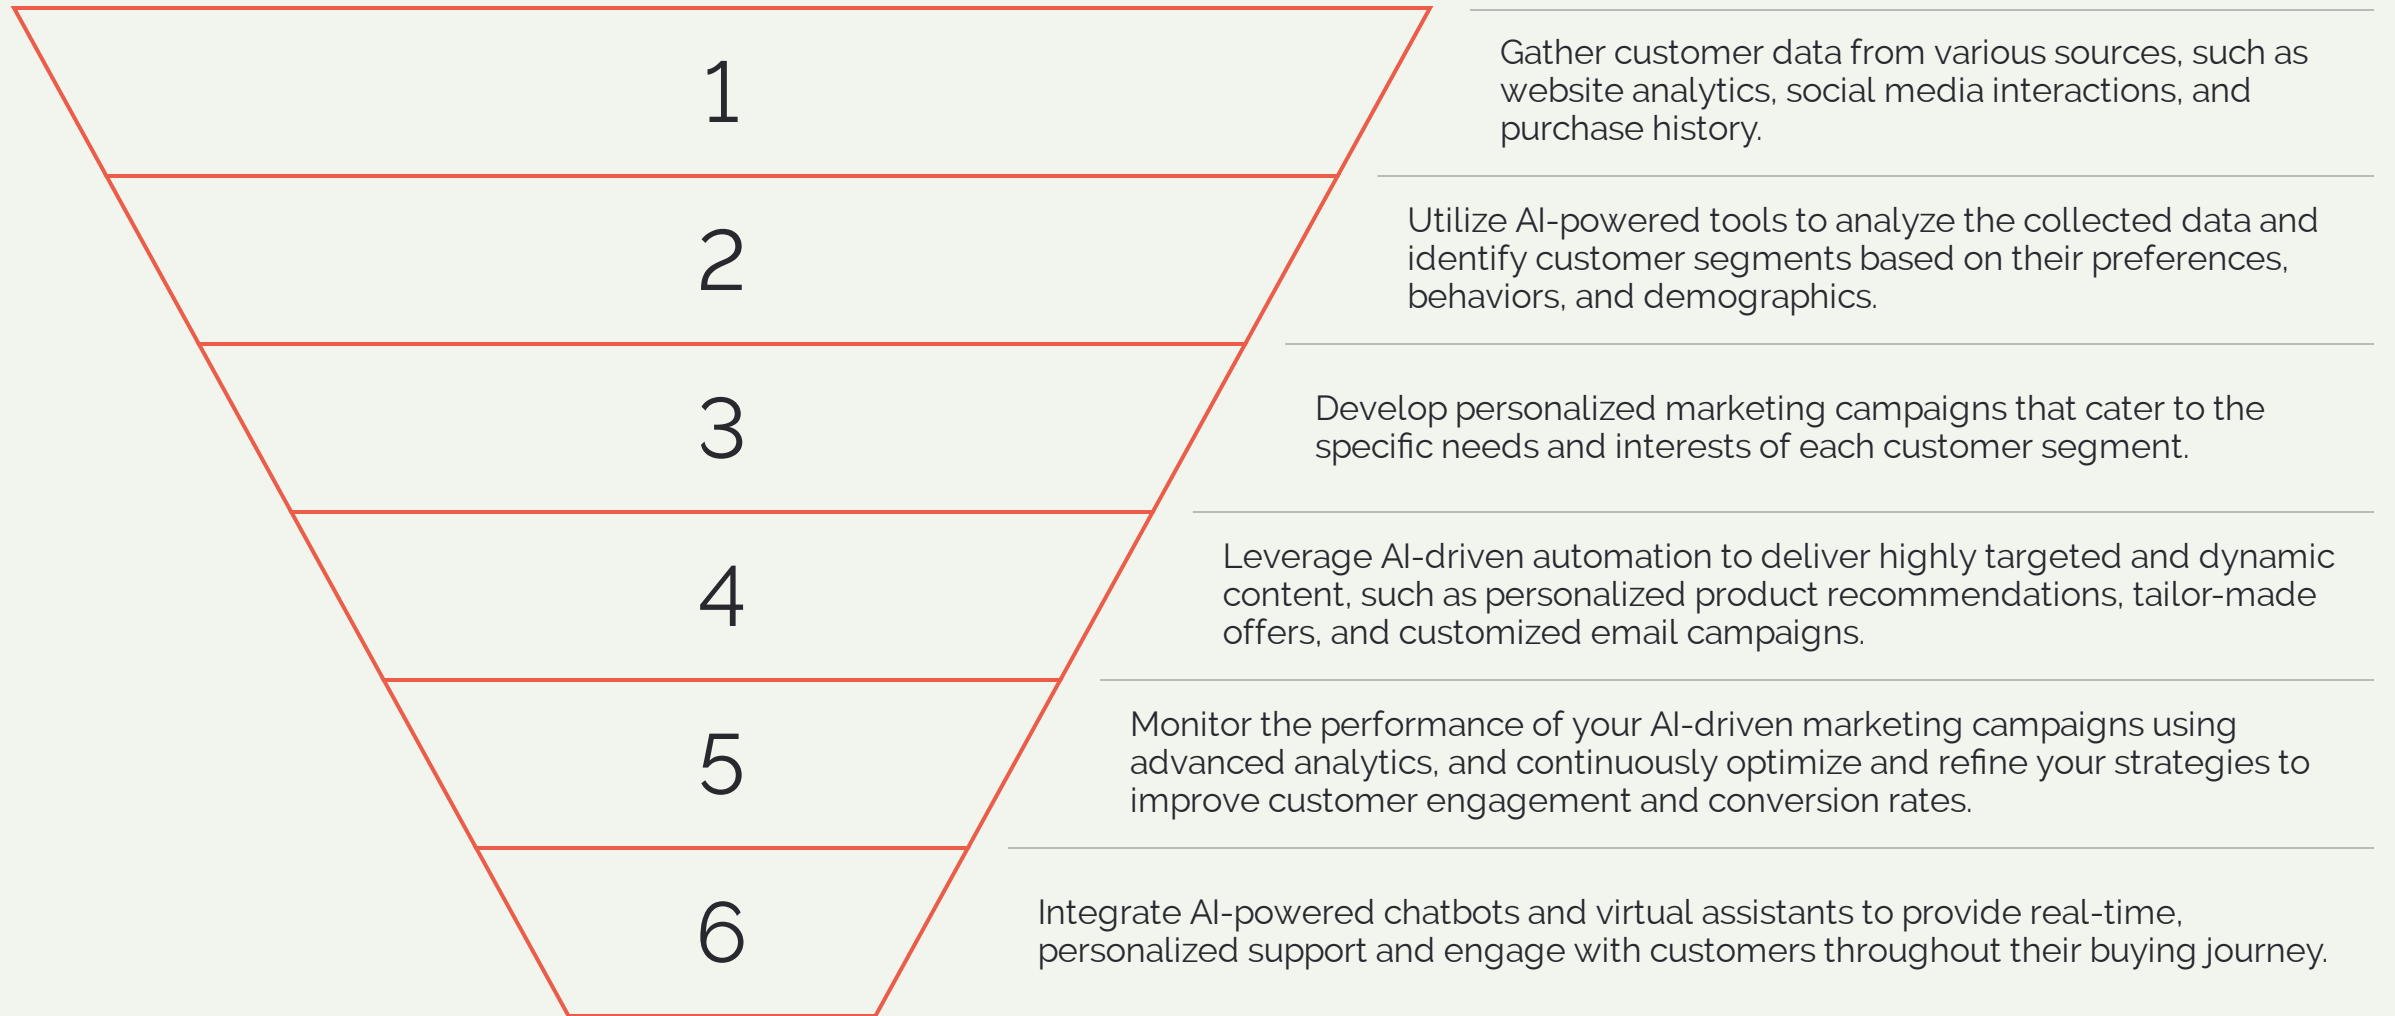 1
Gather customer data from various sources, such as
website analytics, social media interactions, and
purchase history.
2
Utilize AI-powered tools to analyze the collected data and
identify customer segments based on their preferences,
behaviors, and demographics.
3
Develop personalized marketing campaigns that cater to the
specific needs and interests of each customer segment.
4
Leverage AI-driven automation to deliver highly targeted and dynamic
content, such as personalized product recommendations, tailor-made
offers, and customized email campaigns.
5
Monitor the performance of your AI-driven marketing campaigns using
advanced analytics, and continuously optimize and refine your strategies to
improve customer engagement and conversion rates.
6
Integrate AI-powered chatbots and virtual assistants to provide real-time,
personalized support and engage with customers throughout their buying journey.